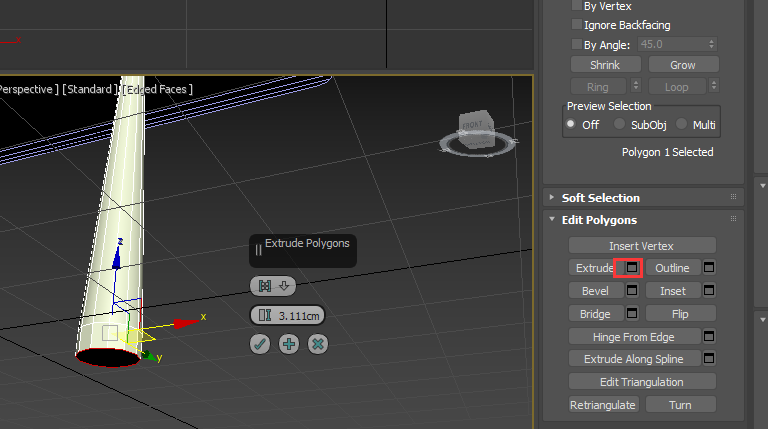 x
Perspective ] [Standard ] [Edged Faces ]
FRONT
z
x
y
Extrude Polygons
3.111cm
By Vertex
Ignore Backfacing
By Angle: 45.0
Shrink Grow
Ring Loop
Preview Selection
Off SubObj Multi
Polygon 1 Selected
Soft Selection
Edit Polygons
Insert Vertex
Extrude Outline
Bevel Inset
Bridge Flip
Hinge From Edge
Extrude Along Spline
Edit Triangulation
Retriangulate Turn